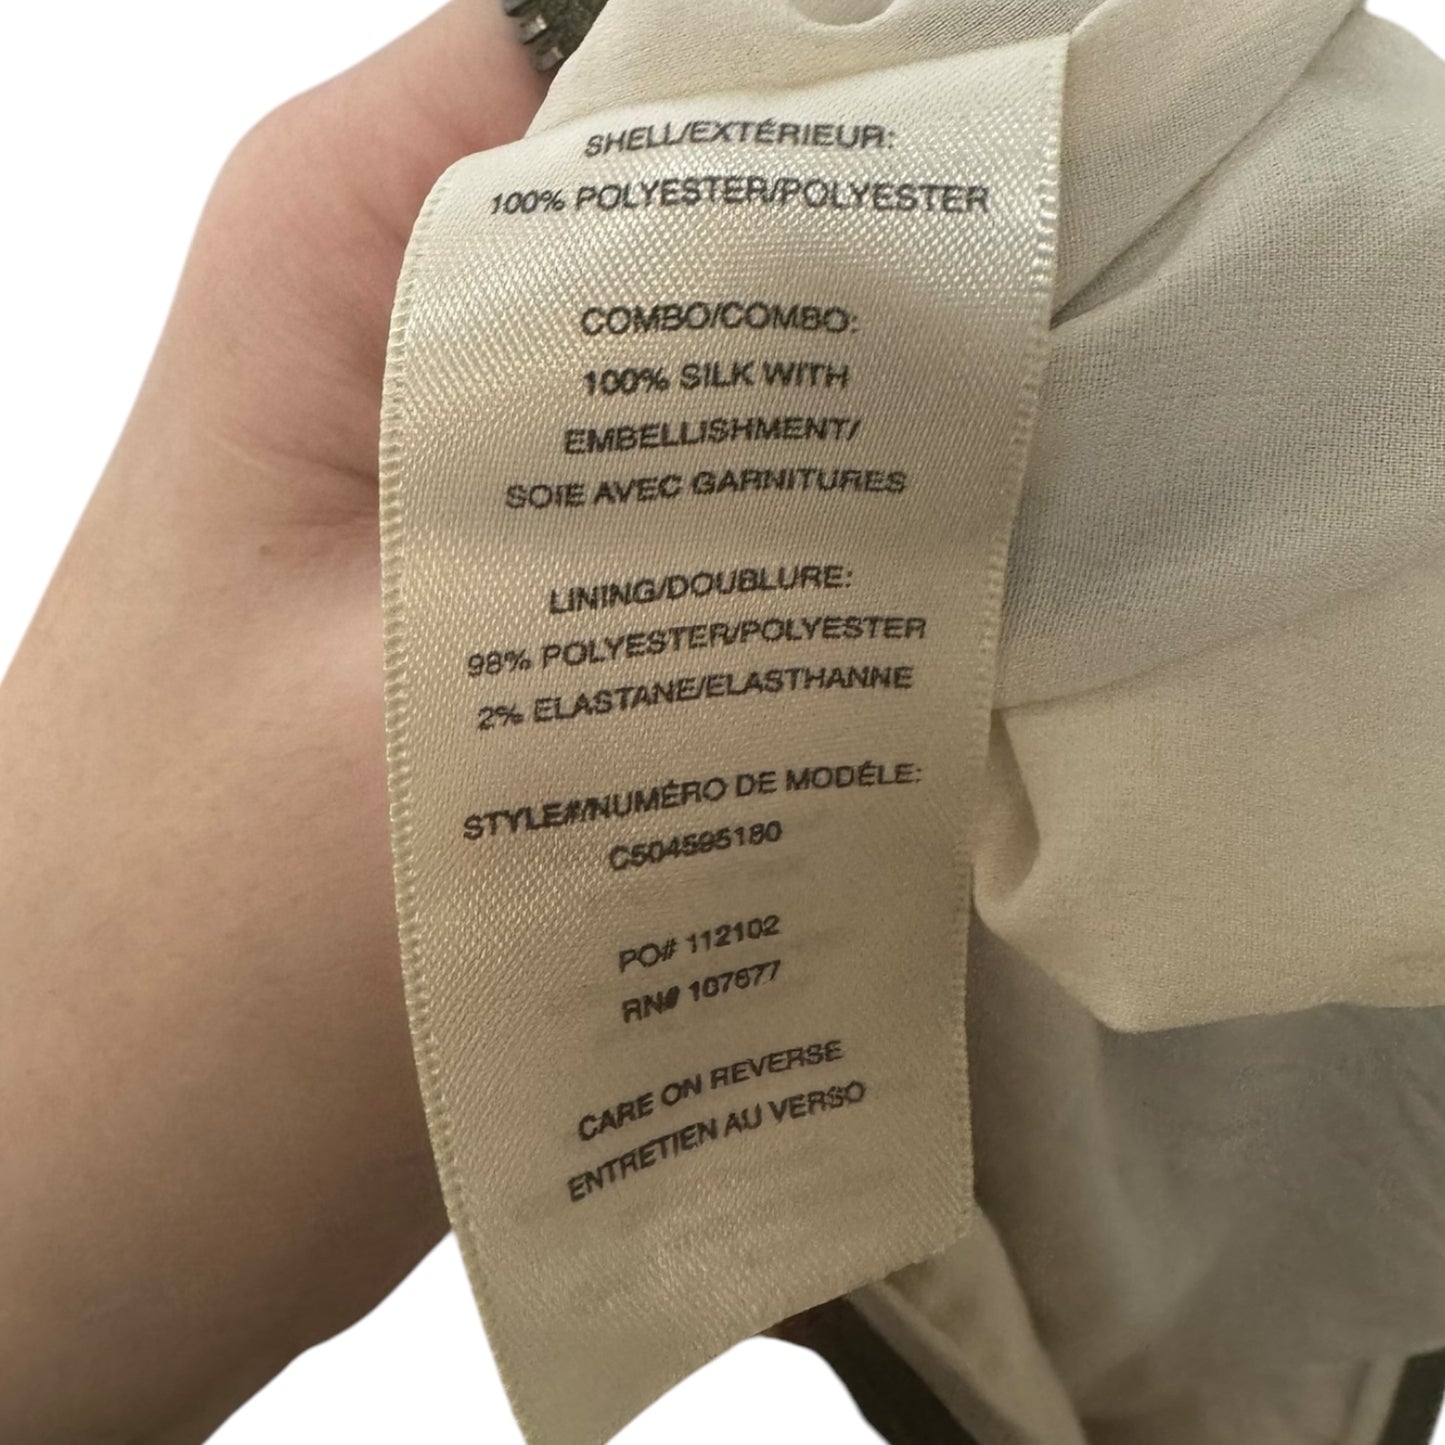 SHELL/EXTÉRIEUR:
100% POLYESTER/POLYESTER
COMBO/COMBO:
100% SILK WITH
EMBELLISHMENT/
SOIE AVEC GARNITURES
LINING/DOUBLURE:
98% POLYESTER/POLYESTER
2% ELASTANE/ELASTHANNE
STYLE#/NUMÉRO DE MODÉLE:
C504595180
PO# 112102
RN# 107677
CARE ON REVERSE
ENTRETIEN AU VERSO